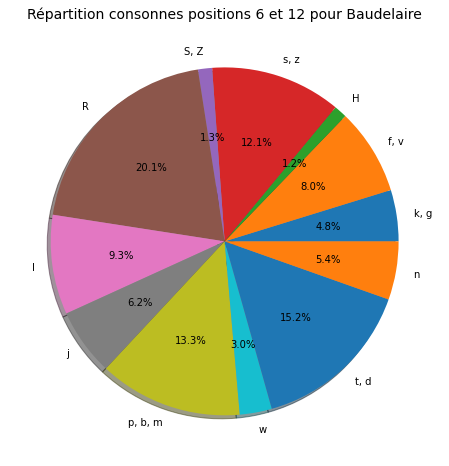 Répartition consonnes positions 6 et 12 pour Baudelaire
S, Z
s, z
R
H
f, v
1.3%
12.1%
1.2%
20.1%
8.0%
k, g
4.8%
9.3%
5.4%
l
n
6.2%
15.2%
13.3%
3.0%
j
t, d
p, b, m
w